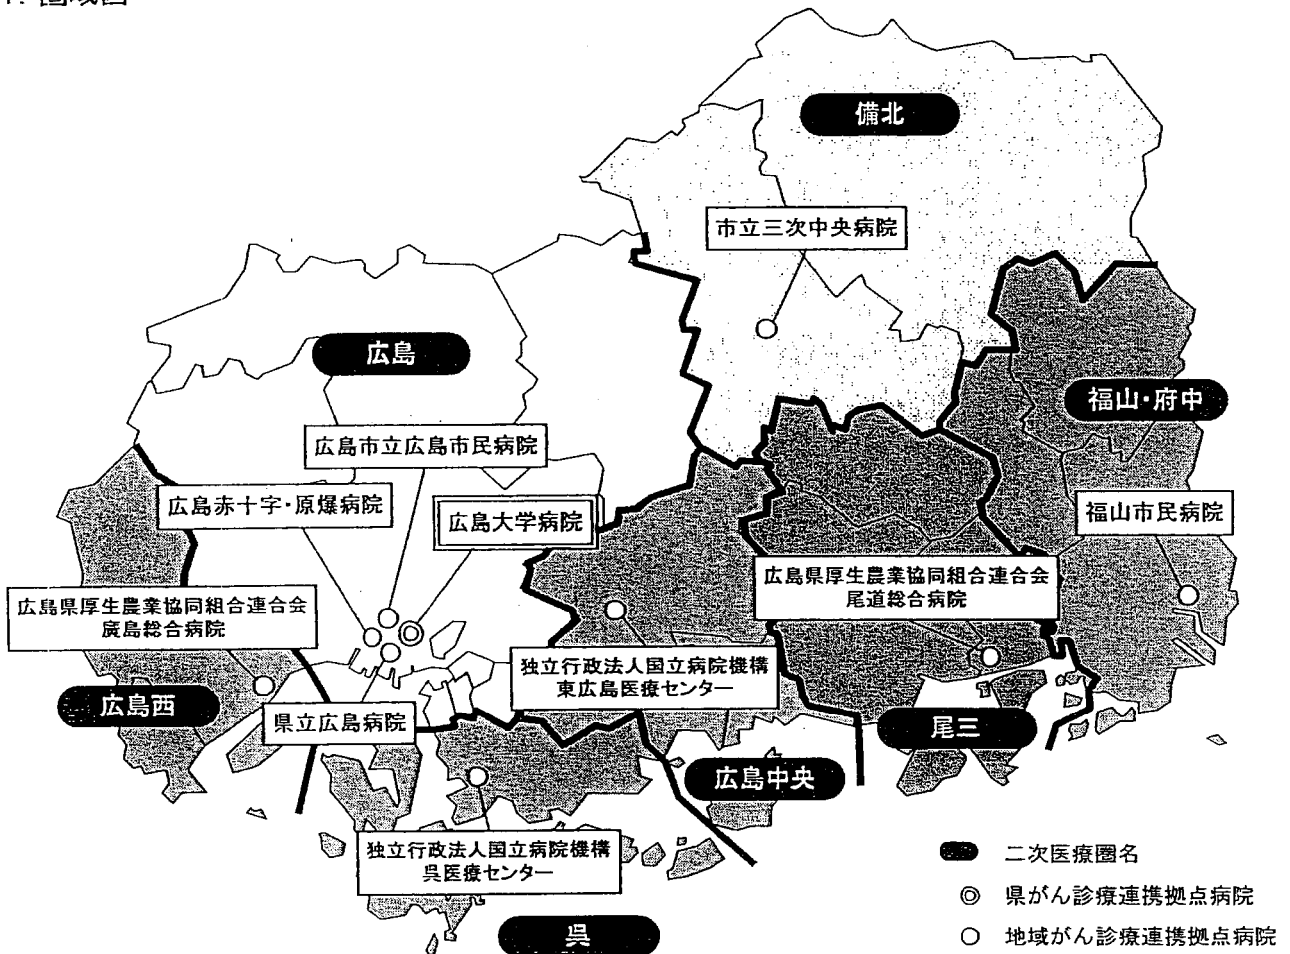 備北
市立三次中央病院
広島
福山・府中
広島市立広島市民病院
広島赤十字・原爆病院
広島大学病院
福山市民病院
広島県厚生農業協同組合連合会
尾道総合病院
広島県厚生農業協同組合連合会
廣島総合病院
独立行政法人国立病院機構
東広島医療センター
広島西
県立広島病院
尾三
広島中央
独立行政法人国立病院機構
呉医療センター
呉
二次医療圏名
県がん診療連携拠点病院
地域がん診療連携拠点病院